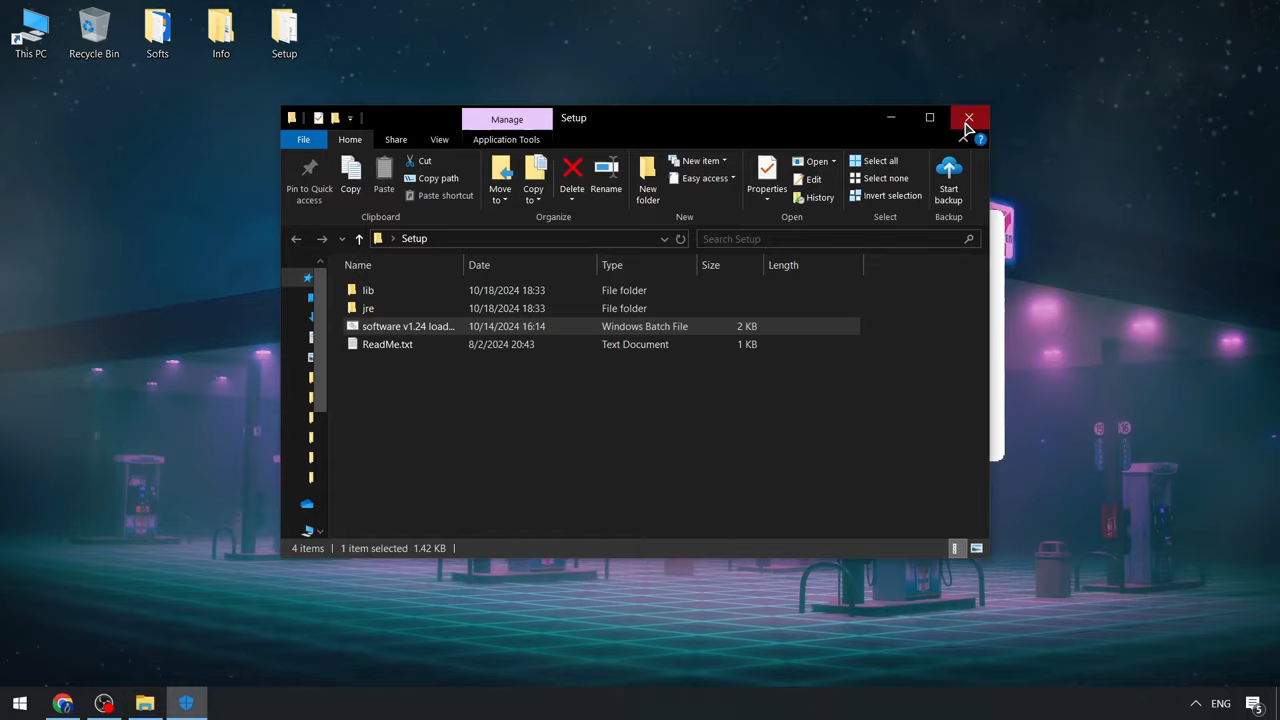 This PC
Recycle Bin
Softs
Info
Setup
Manage
Setup
File
Home
Share
View
Application Tools
Pin to Quick
access
Copy
Paste
Cut
Copy path
Paste shortcut
Clipboard
Move
to
Copy
to
Delete
Rename
Organize
New
folder
New item
Easy access
New
Properties
Open
Edit
History
Open
Select all
Select none
Invert selection
Select
Start
backup
Backup
Setup
Search Setup
Name Date Type Size Length
lib 10/18/2024 18:33 File folder
jre 10/18/2024 18:33 File folder
software v1.24 load... 10/14/2024 16:14 Windows Batch File 2 KB
ReadMe.txt 8/2/2024 20:43 Text Document 1 KB
4 items 1 item selected 1.42 KB
ENG
5